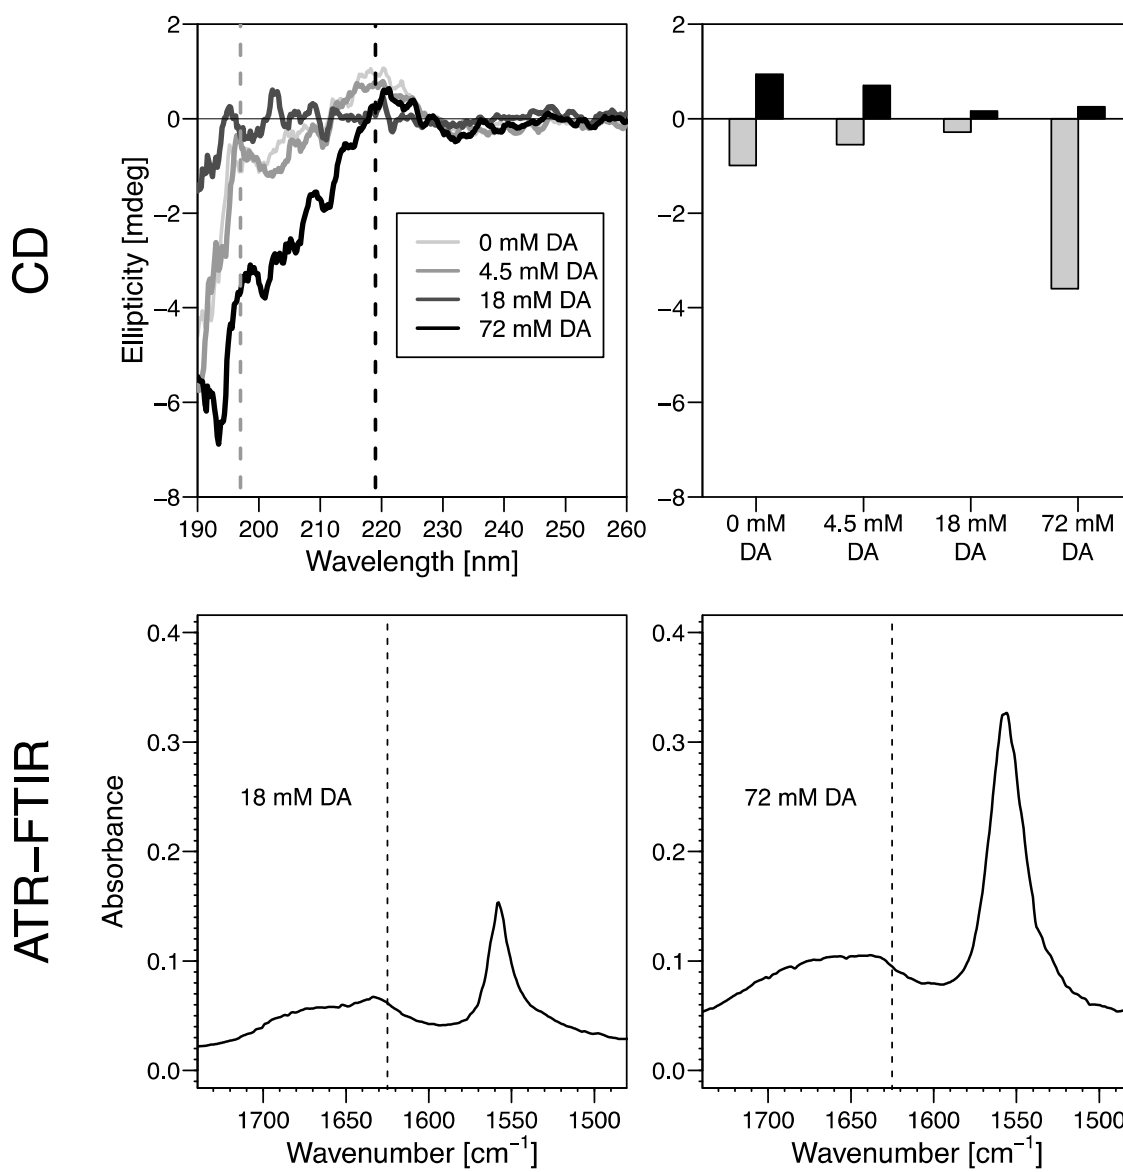 CD
Ellipticity [mdeg]
2
0
−2
−4
−6
−8
0 mM DA
4.5 mM DA
18 mM DA
72 mM DA
190 200 210 220 230 240 250 260
Wavelength [nm]
2
0
−2
−4
−6
−8
0 mM DA
4.5 mM DA
18 mM DA
72 mM DA
ATR−FTIR
Absorbance
0.4
0.3
0.2
0.1
0.0
18 mM DA
1700 1650 1600 1550 1500
Wavenumber [cm⁻¹]
0.4
0.3
0.2
0.1
0.0
72 mM DA
1700 1650 1600 1550 1500
Wavenumber [cm⁻¹]